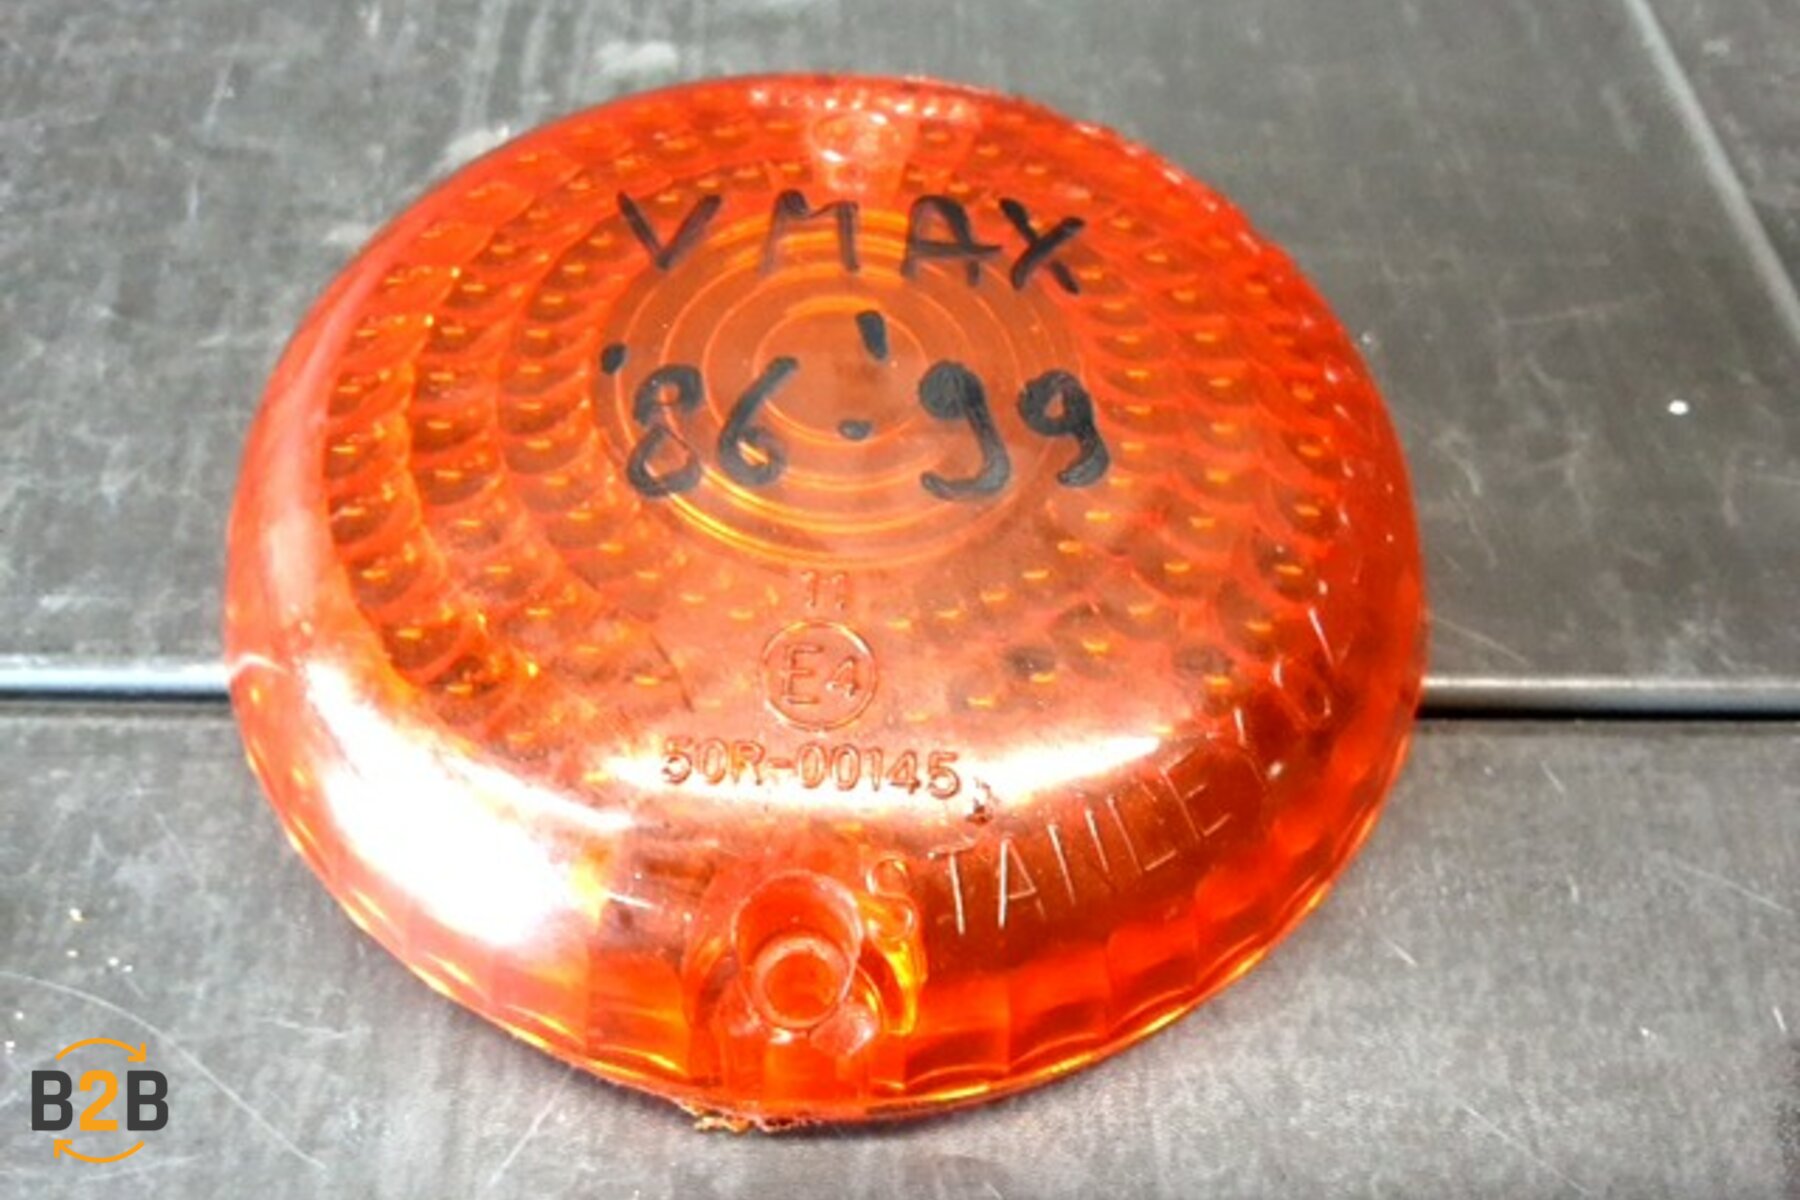 VMAX
'86-'99
11
E4
50R-00145
STANLEY
B2B